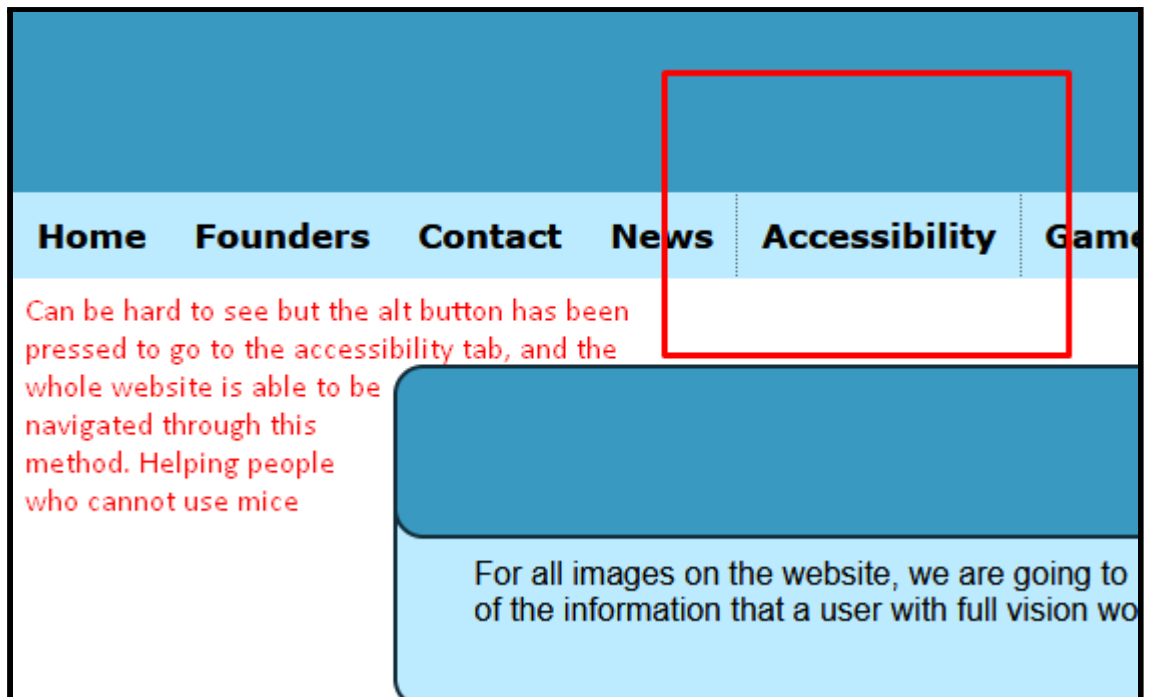 Home Founders Contact News Accessibility Game
Can be hard to see but the alt button has been
pressed to go to the accessibility tab, and the
whole website is able to be
navigated through this
method. Helping people
who cannot use mice
For all images on the website, we are going to
of the information that a user with full vision wo